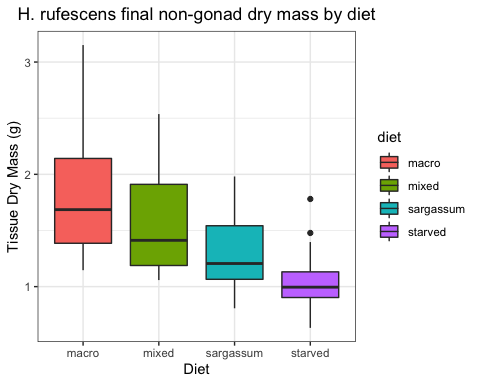 H. rufescens final non-gonad dry mass by diet
Tissue Dry Mass (g)
3
2
1
macro
mixed
sargassum
starved
Diet
diet
macro
mixed
sargassum
starved